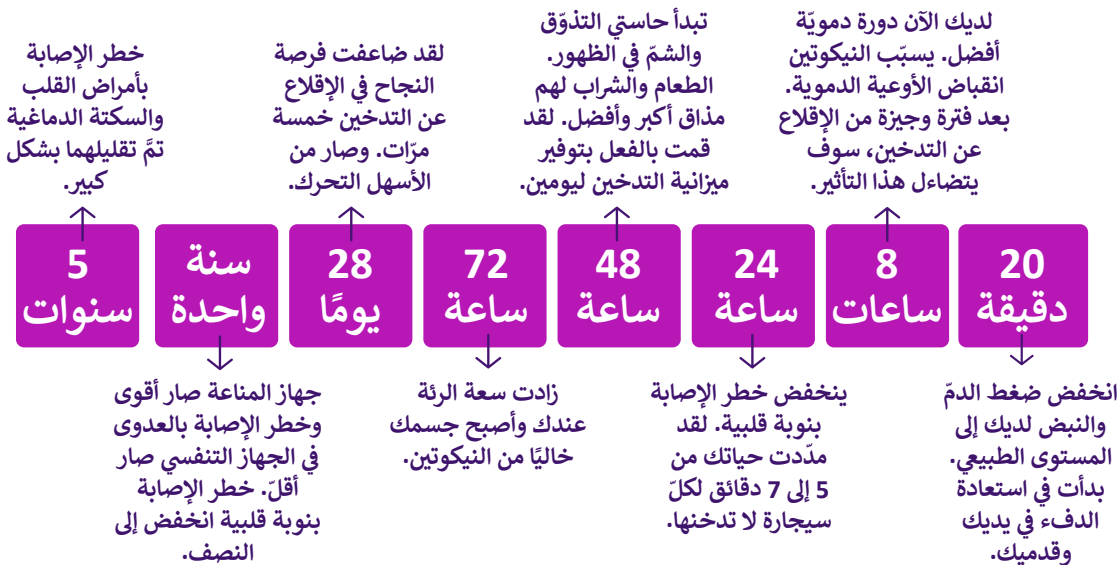 لديك الآن دورة دمويّة
أفضل. يسبّب النيكوتين
انقباض الأوعية الدموية.
بعد فترة وجيزة من الإقلاع
عن التدخين، سوف
يتضاءل هذا التأثير.
تبدأ حاستي التذوّق
والشمّ في الظهور.
الطعام والشراب لهم
مذاق أكبر وأفضل. لقد
قمت بالفعل بتوفير
ميزانية التدخين ليومين.
لقد ضاعفت فرصة
النجاح في الإقلاع
عن التدخين خمسة
مرّات. وصار من
الأسهل التحرك.
خطر الإصابة
بأمراض القلب
والسكتة الدماغية
تمَّ تقليلهما بشكل
كبير.
20
دقيقة
8
ساعات
24
ساعة
48
ساعة
72
ساعة
28
يومًا
سنة
واحدة
5
سنوات
انخفض ضغط الدمّ
والنبض لديك إلى
المستوى الطبيعي.
بدأت في استعادة
الدفء في يديك
وقدميك.
ينخفض خطر الإصابة
بنوبة قلبية. لقد
مدّدت حياتك من
5 إلى 7 دقائق لكلّ
سيجارة لا تدخنها.
زادت سعة الرئة
عندك وأصبح جسمك
خاليًا من النيكوتين.
جهاز المناعة صار أقوى
وخطر الإصابة بالعدوى
في الجهاز التنفسي صار
أقلّ. خطر الإصابة
بنوبة قلبية انخفض إلى
النصف.